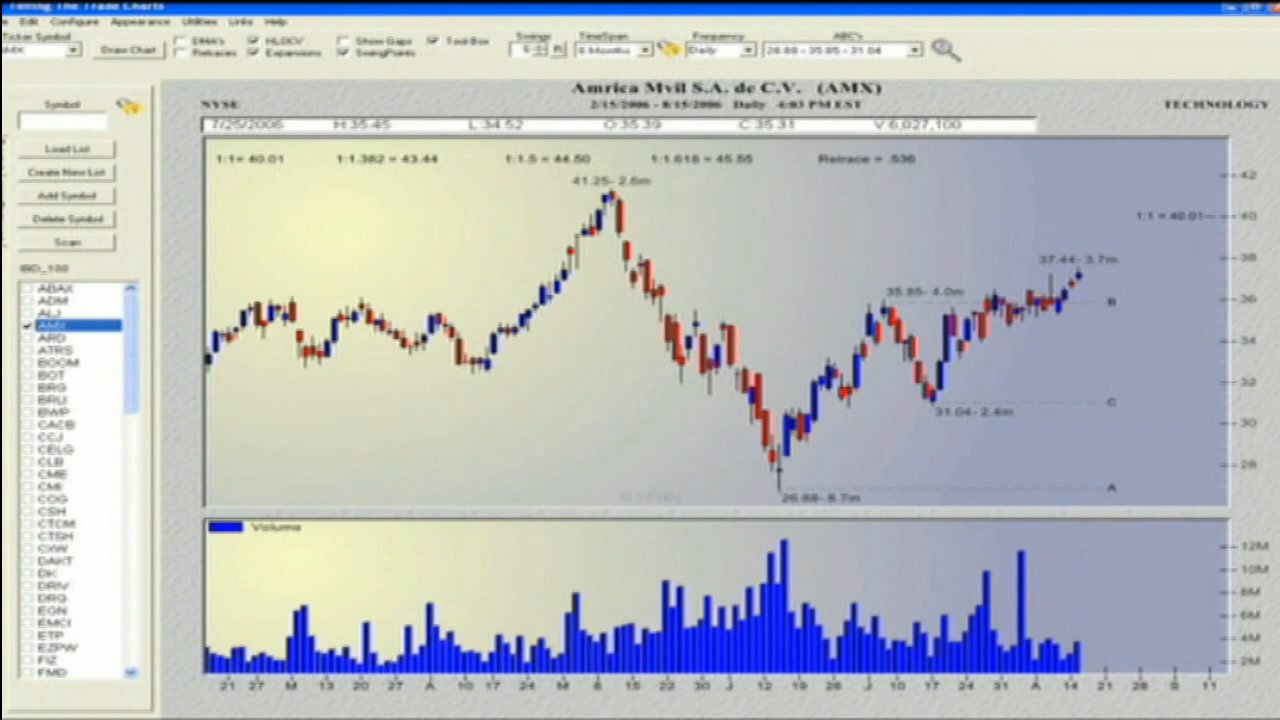 Timing The Trade Charts
Edit Configure Appearance Utilities Links Help
Ticker Symbol
AMX
Draw Chart
DMA's
Retraces
HLOCV
Expansions
Show Gaps
SwingPoints
Tool Box
Swings
TimeSpan
6 Months
Frequency
Daily
ABC's
26.88 - 35.85 - 31.04
Amrica Mvil S.A. de C.V. (AMX)
NYSE
2/15/2006 - 8/15/2006 Daily 4:03 PM EST
TECHNOLOGY
7/25/2006 H:35.45 L:34.52 O:35.39 C:35.31 V:6,027,100
Symbol
Load List
Create New List
Add Symbol
Delete Symbol
Scan
IBD_100
ABAX
ADM
ALJ
AMX
ARD
ATRS
BOOM
BOT
BRG
BRLI
BWP
CACB
CCJ
CELG
CLB
CME
CMI
COG
CSH
CTCM
CTSH
CXW
DAKT
DK
DRIV
DRQ
EGN
EMCI
ETP
EZPW
FIZ
FMD
1:1= 40.01 1:1.382 = 43.44 1:1.5 = 44.50 1:1.618 = 45.55 Retrace = .536
41.25- 2.6m
1:1 = 40.01
37.44- 3.7m
35.85- 4.0m
B
C
31.04- 2.4m
A
26.88- 8.7m
42
40
38
36
34
32
30
28
Volume
12M
10M
8M
6M
4M
2M
21 27 M 13 20 27 A 10 17 24 M 8 15 22 30 J 12 19 26 J 10 17 24 31 A 14 21 28 S 11